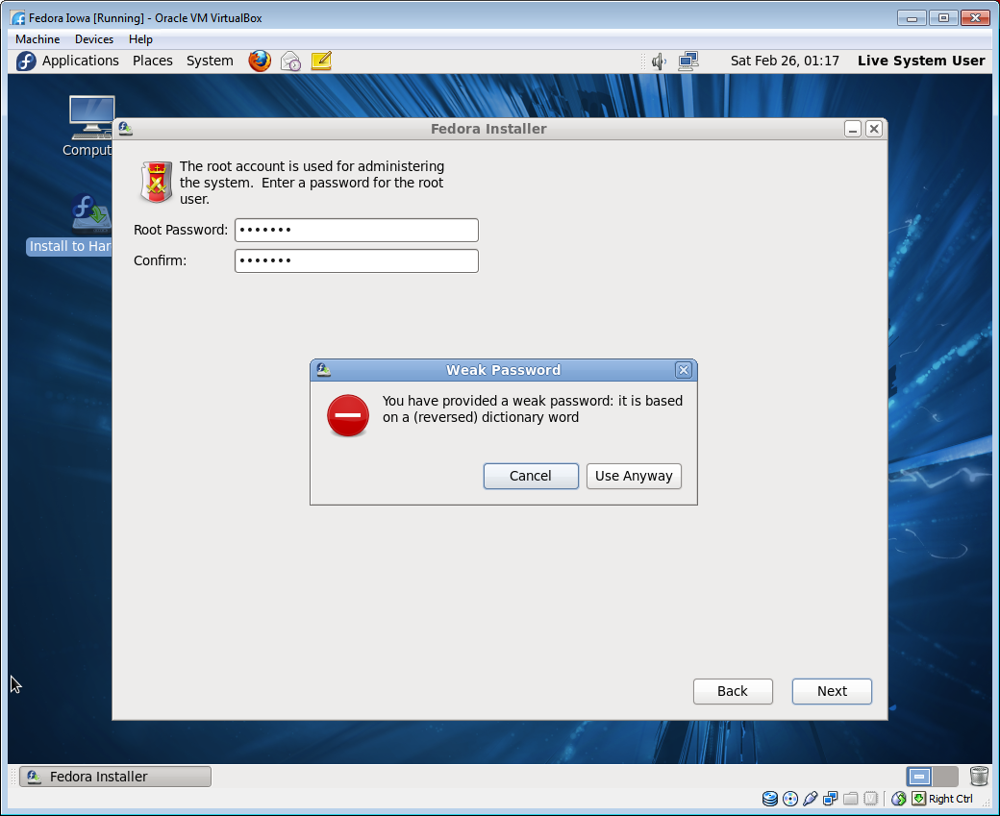 Fedora Iowa [Running] - Oracle VM VirtualBox
Machine Devices Help
Applications Places System Sat Feb 26, 01:17 Live System User
Comput
Install to Har
Fedora Installer
The root account is used for administering
the system. Enter a password for the root
user.
Root Password: •••••••
Confirm: •••••••
Weak Password
You have provided a weak password: it is based
on a (reversed) dictionary word
Cancel Use Anyway
Back Next
Fedora Installer
Right Ctrl